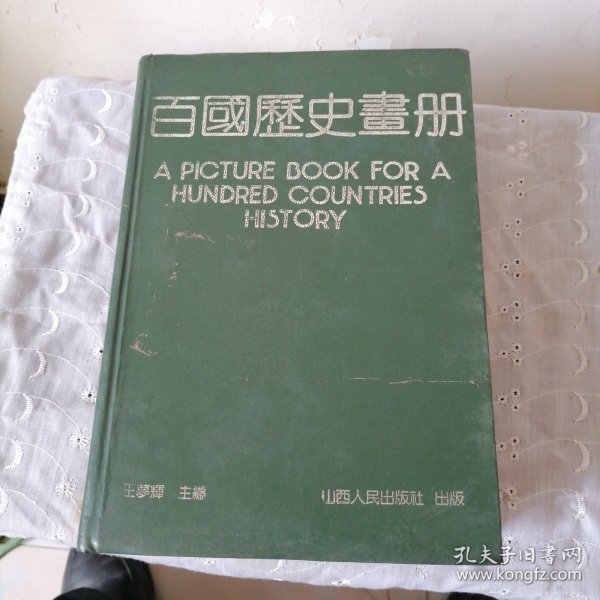 百國歷史畫册
A PICTURE BOOK FOR A
HUNDRED COUNTRIES
HISTORY
王夢輝 主編
山西人民出版社 出版
孔夫子旧书网
www.kongfz.com